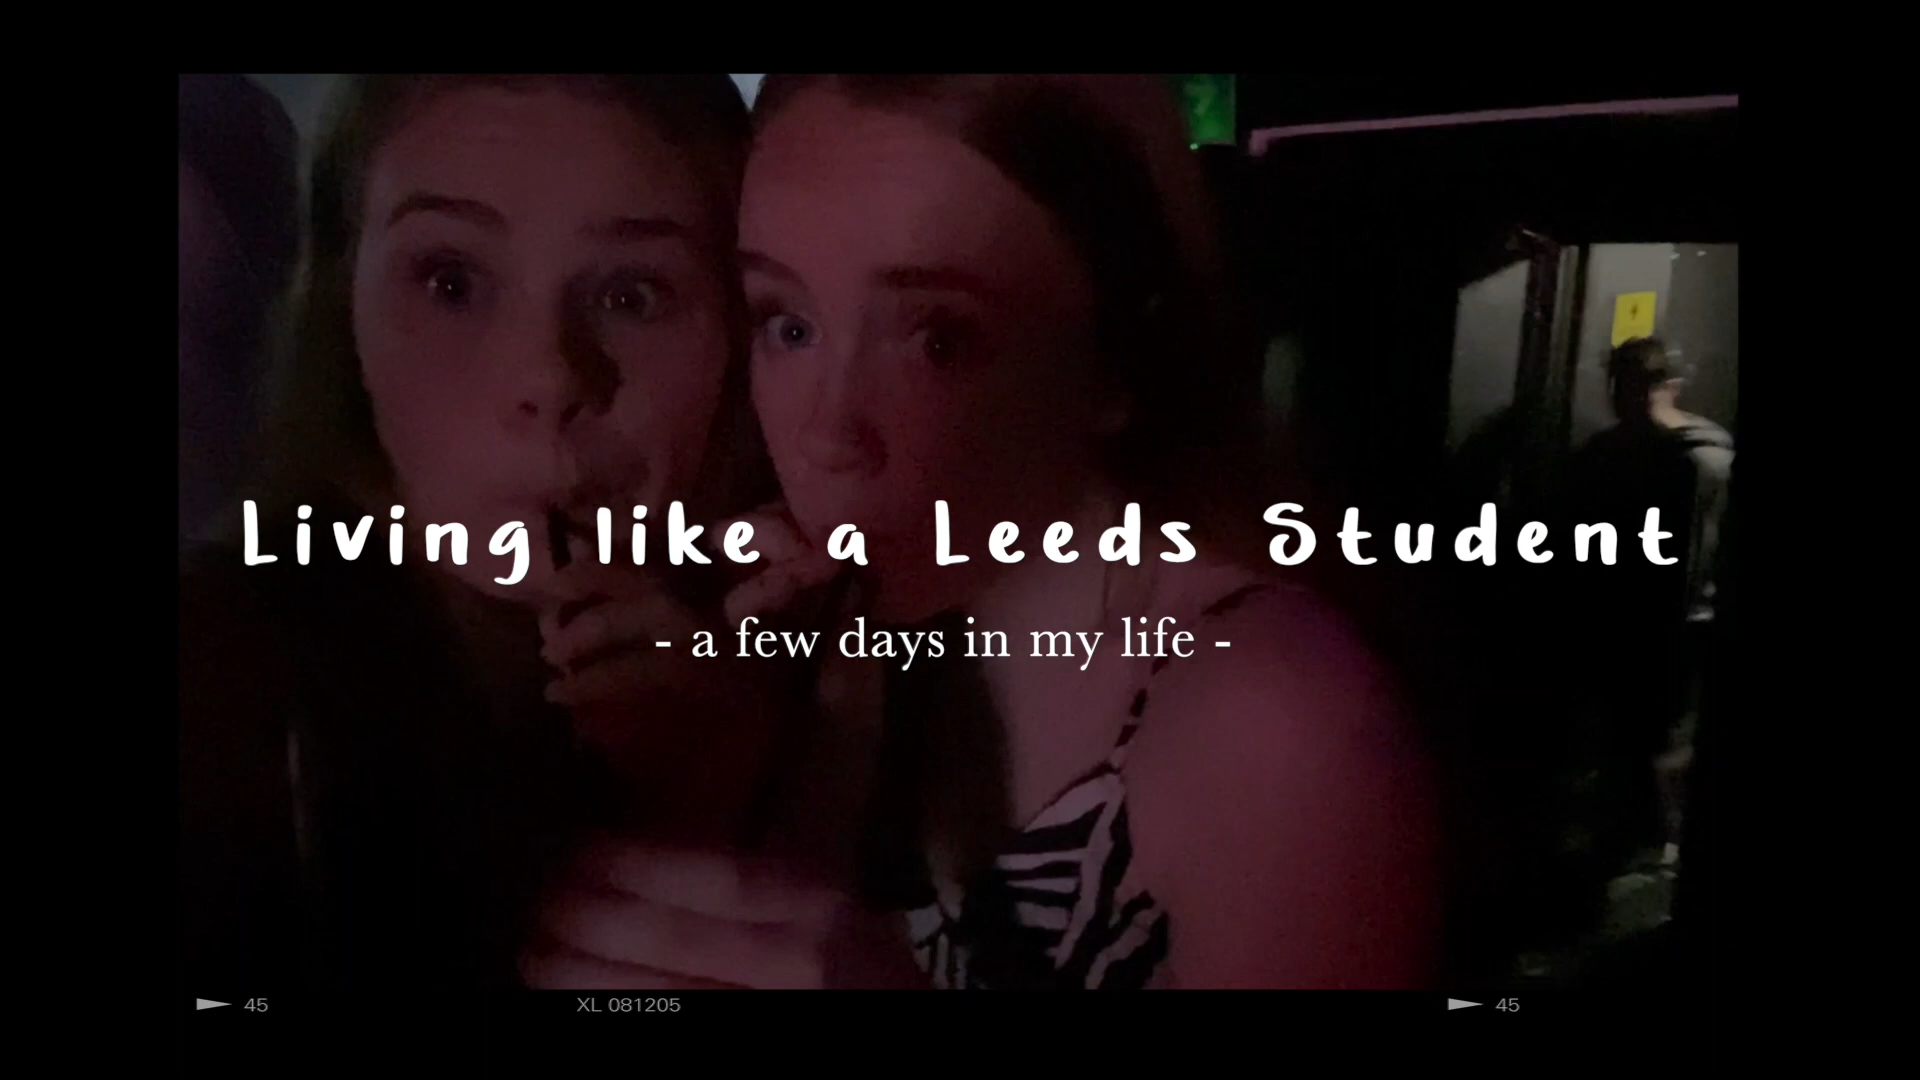 Living like a Leeds Student
- a few days in my life -
45 XL 081205 45